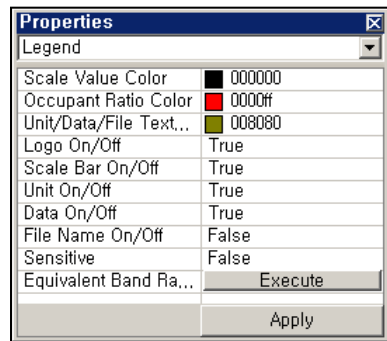 Properties
Legend
Scale Value Color 000000
Occupant Ratio Color 0000ff
Unit/Data/File Text... 008080
Logo On/Off True
Scale Bar On/Off True
Unit On/Off True
Data On/Off True
File Name On/Off False
Sensitive False
Equivalent Band Ra... Execute
Apply